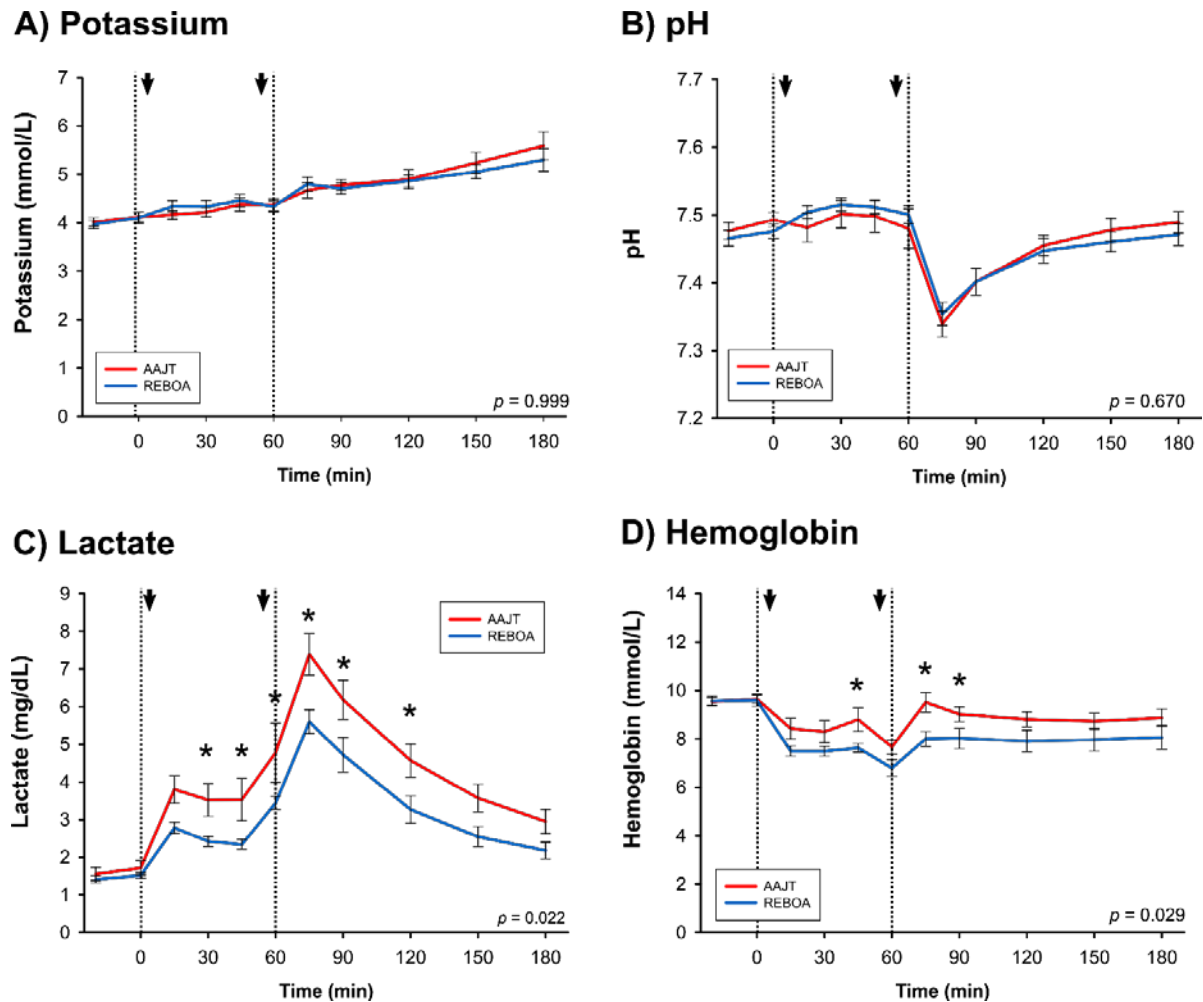 A) Potassium
7
6
5
4
3
2
1
0
Potassium (mmol/L)
AAJT
REBOA
p = 0.999
0 30 60 90 120 150 180
Time (min)
B) pH
7.7
7.6
7.5
7.4
7.3
7.2
pH
AAJT
REBOA
p = 0.670
0 30 60 90 120 150 180
Time (min)
C) Lactate
9
8
7
6
5
4
3
2
1
0
Lactate (mg/dL)
AAJT
REBOA
* * * * * *
p = 0.022
0 30 60 90 120 150 180
Time (min)
D) Hemoglobin
14
12
10
8
6
4
2
0
Hemoglobin (mmol/L)
* * *
AAJT
REBOA
p = 0.029
0 30 60 90 120 150 180
Time (min)